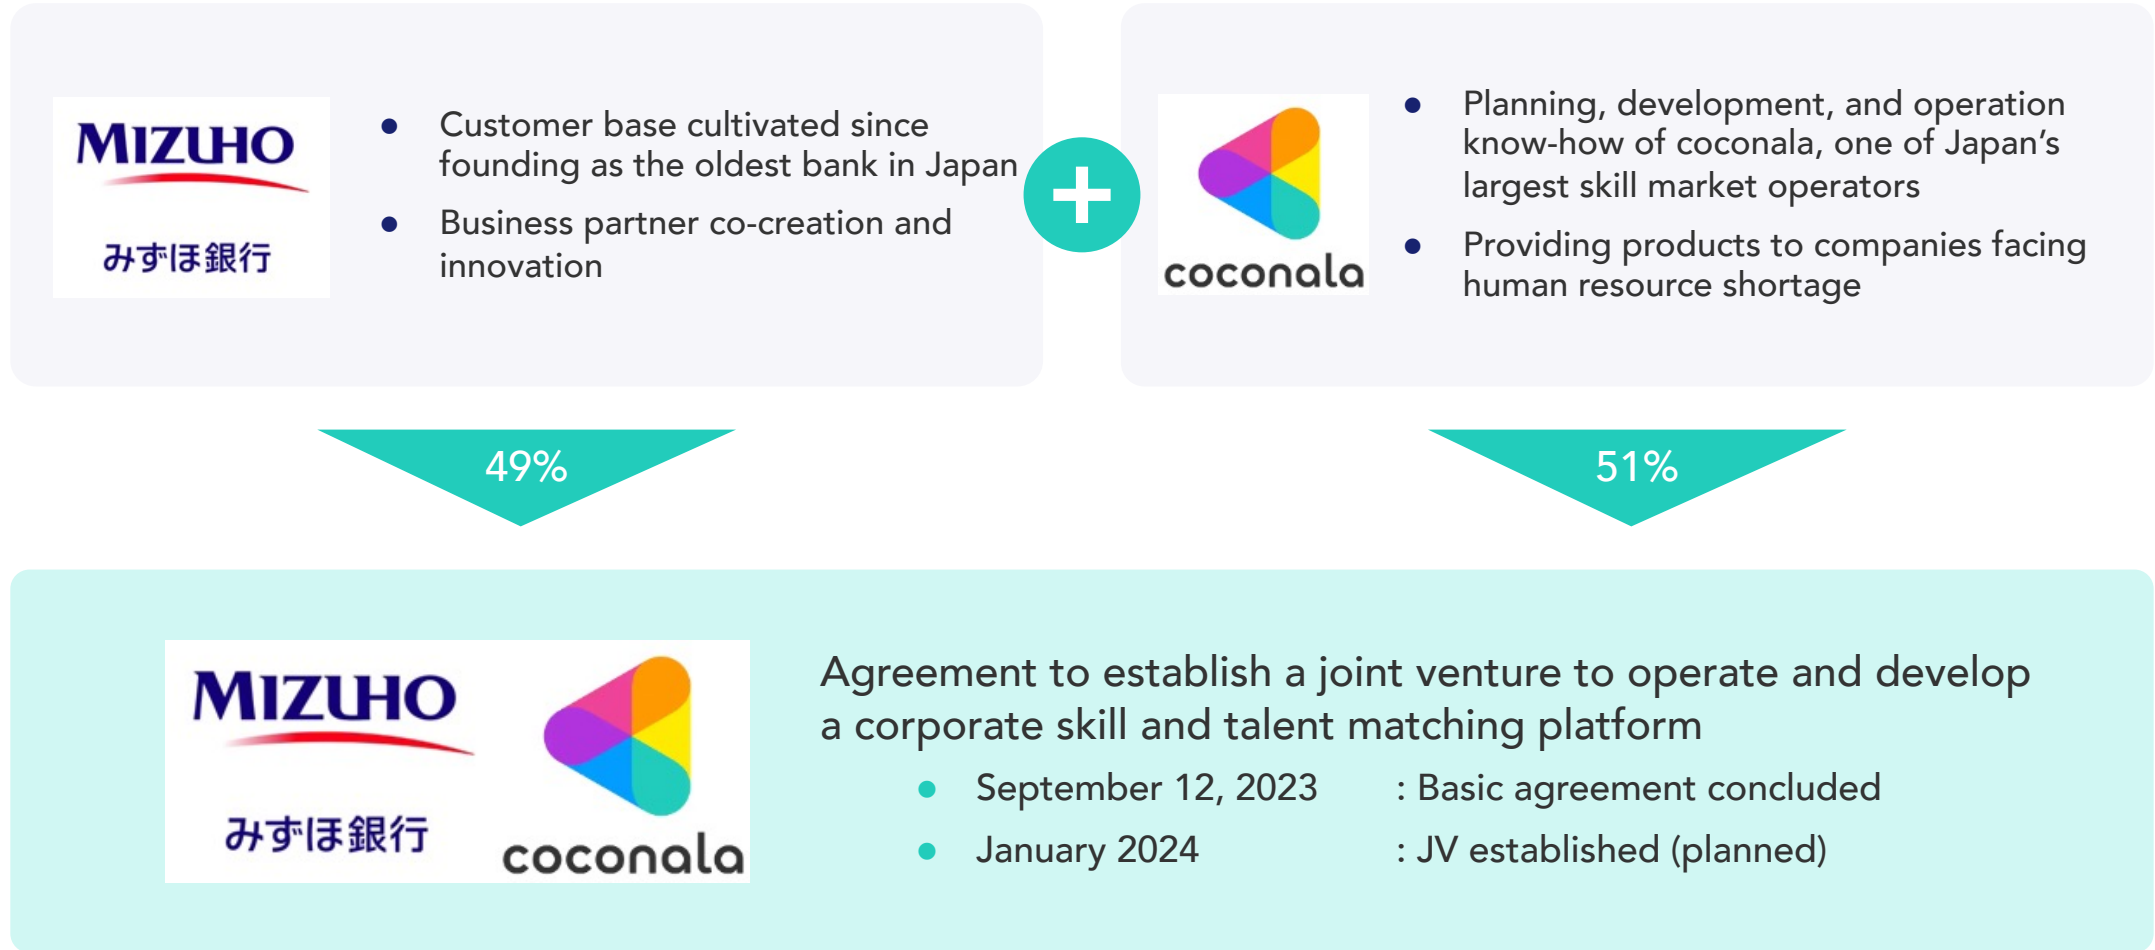 MIZUHO
みずほ銀行
● Customer base cultivated since
founding as the oldest bank in Japan
● Business partner co-creation and
innovation
+
coconala
● Planning, development, and operation
know-how of coconala, one of Japan's
largest skill market operators
● Providing products to companies facing
human resource shortage
49%
51%
MIZUHO
みずほ銀行
coconala
Agreement to establish a joint venture to operate and develop
a corporate skill and talent matching platform
● September 12, 2023 : Basic agreement concluded
● January 2024 : JV established (planned)